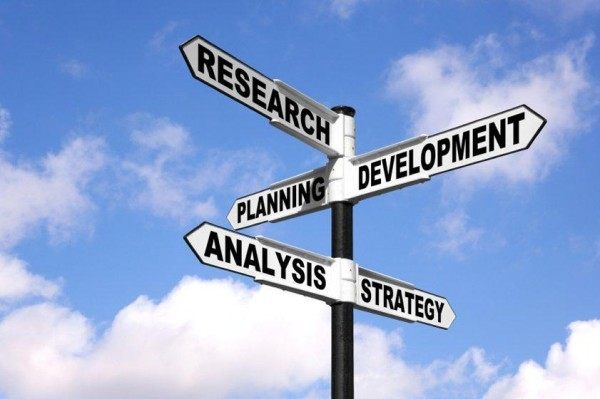 RESEARCH
DEVELOPMENT
PLANNING
ANALYSIS
STRATEGY